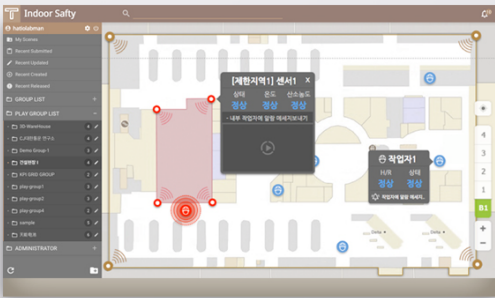 Indoor Safty
hatiolabman
My Scenes
Recent Submitted
Recent Updated
Recent Created
Recent Released
GROUP LIST
PLAY GROUP LIST
3D-WareHouse
Demo Group-1
건설현장 1
KPI GRID GROUP
play-group1
play-group3
play-group4
sample
ADMINISTRATOR
[제한지역1] 센서1 X
상태 온도 산소농도
정상 정상 정상
- 내부 작업자에 알람 메세지보내기
작업자1
H/R 상태
정상 정상
작업자에 알람 메세지..
4
3
2
1
B1
+
−